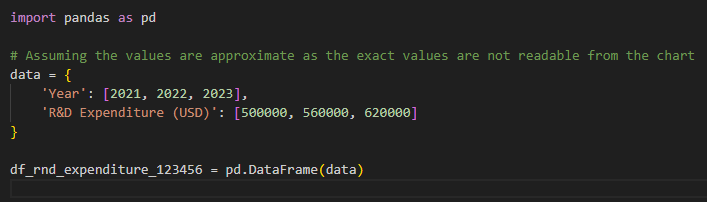 import pandas as pd
# Assuming the values are approximate as the exact values are not readable from the chart
data = {
    'Year': [2021, 2022, 2023],
    'R&D Expenditure (USD)': [500000, 560000, 620000]
}
df_rnd_expenditure_123456 = pd.DataFrame(data)